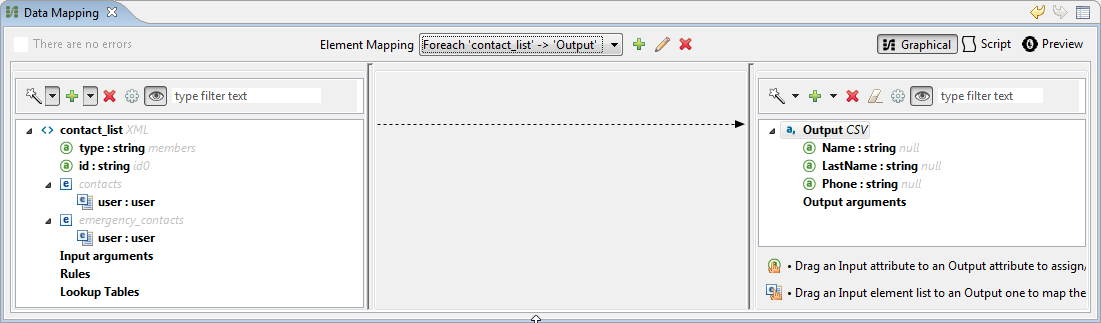 Data Mapping
There are no errors
Element Mapping Foreach 'contact_list' -> 'Output'
Graphical Script Preview
type filter text
contact_list XML
type : string members
id : string id0
contacts
user : user
emergency_contacts
user : user
Input arguments
Rules
Lookup Tables
type filter text
Output CSV
Name : string null
LastName : string null
Phone : string null
Output arguments
• Drag an Input attribute to an Output attribute to assign,
• Drag an Input element list to an Output one to map the